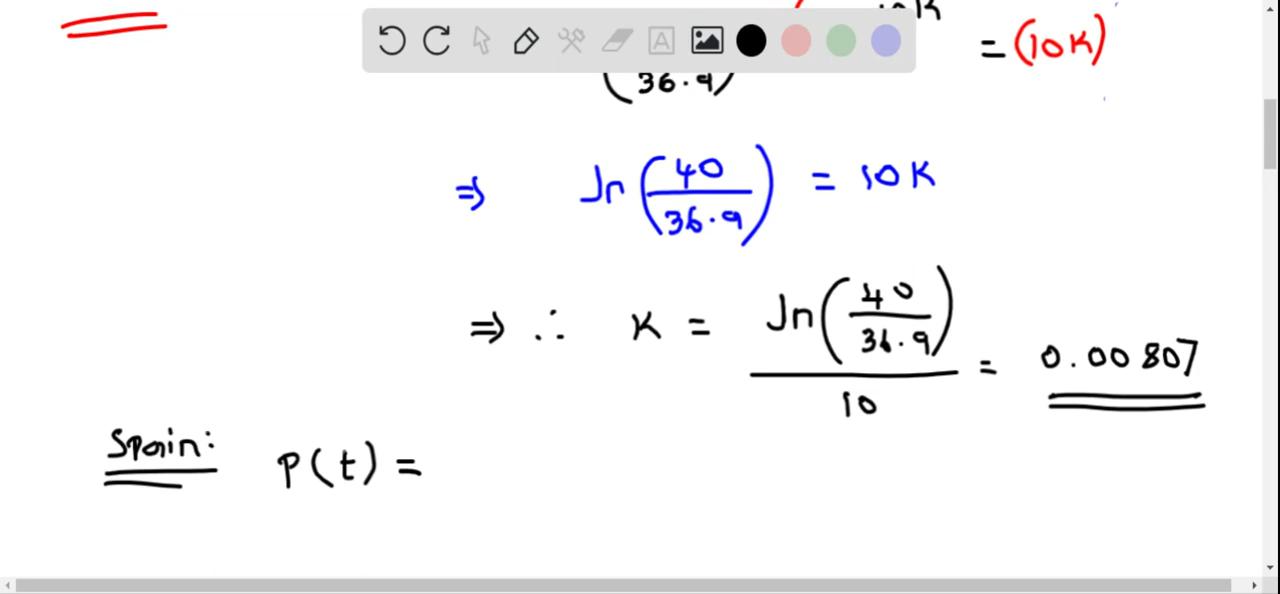 = (10K)
(36.9)
⇒ ln(40/36.9) = 10K
⇒ ∴ K = ln(40/36.9)/10 = 0.00807
Spain: P(t) =